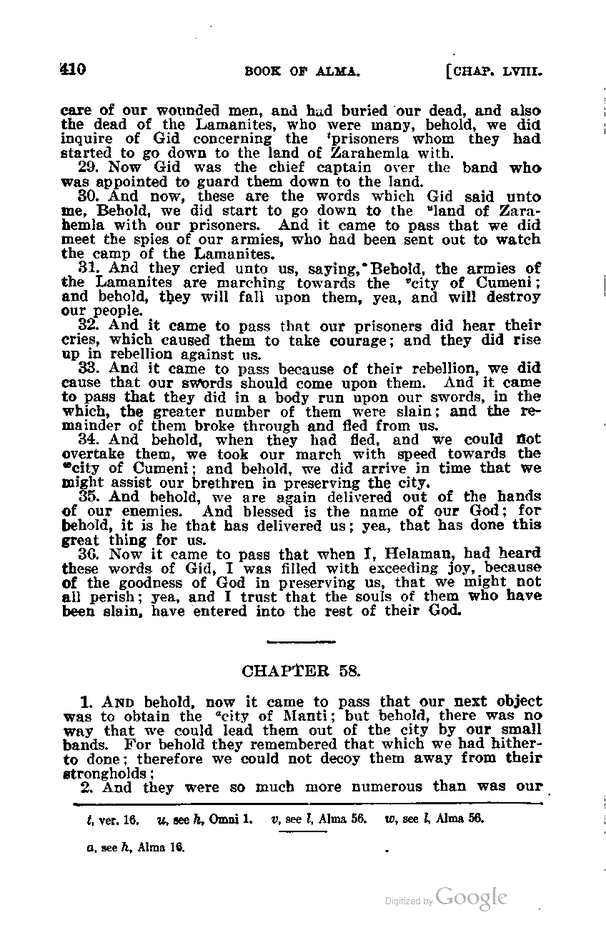 410 BOOK OF ALMA. [CHAP. LVIII.
care of our wounded men, and had buried our dead, and also
the dead of the Lamanites, who were many, behold, we did
inquire of Gid concerning the ᵗprisoners whom they had
started to go down to the land of Zarahemla with.
29. Now Gid was the chief captain over the band who
was appointed to guard them down to the land.
30. And now, these are the words which Gid said unto
me, Behold, we did start to go down to the ᵘland of Zara-
hemla with our prisoners. And it came to pass that we did
meet the spies of our armies, who had been sent out to watch
the camp of the Lamanites.
31. And they cried unto us, saying, Behold, the armies of
the Lamanites are marching towards the ᵛcity of Cumeni;
and behold, they will fall upon them, yea, and will destroy
our people.
32. And it came to pass that our prisoners did hear their
cries, which caused them to take courage; and they did rise
up in rebellion against us.
33. And it came to pass because of their rebellion, we did
cause that our swords should come upon them. And it came
to pass that they did in a body run upon our swords, in the
which, the greater number of them were slain; and the re-
mainder of them broke through and fled from us.
34. And behold, when they had fled, and we could not
overtake them, we took our march with speed towards the
ʷcity of Cumeni; and behold, we did arrive in time that we
might assist our brethren in preserving the city.
35. And behold, we are again delivered out of the hands
of our enemies. And blessed is the name of our God; for
behold, it is he that has delivered us; yea, that has done this
great thing for us.
36. Now it came to pass that when I, Helaman, had heard
these words of Gid, I was filled with exceeding joy, because
of the goodness of God in preserving us, that we might not
all perish; yea, and I trust that the souls of them who have
been slain, have entered into the rest of their God.
CHAPTER 58.
1. AND behold, now it came to pass that our next object
was to obtain the ᵃcity of Manti; but behold, there was no
way that we could lead them out of the city by our small
bands. For behold they remembered that which we had hither-
to done; therefore we could not decoy them away from their
strongholds;
2. And they were so much more numerous than was our
t, ver. 16. u, see h, Omni 1. v, see l, Alma 56. w, see l, Alma 56.
a, see h, Alma 16.
Digitized by Google